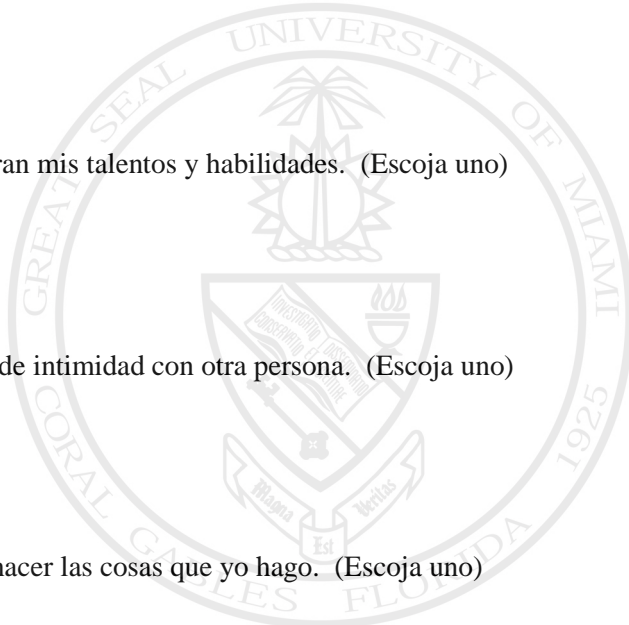 GREAT SEAL UNIVERSITY OF MIAMI
ran mis talentos y habilidades. (Escoja uno)
de intimidad con otra persona. (Escoja uno)
Magna Est Veritas
nacer las cosas que yo hago. (Escoja uno)
CORAL GABLES FLORIDA 1925